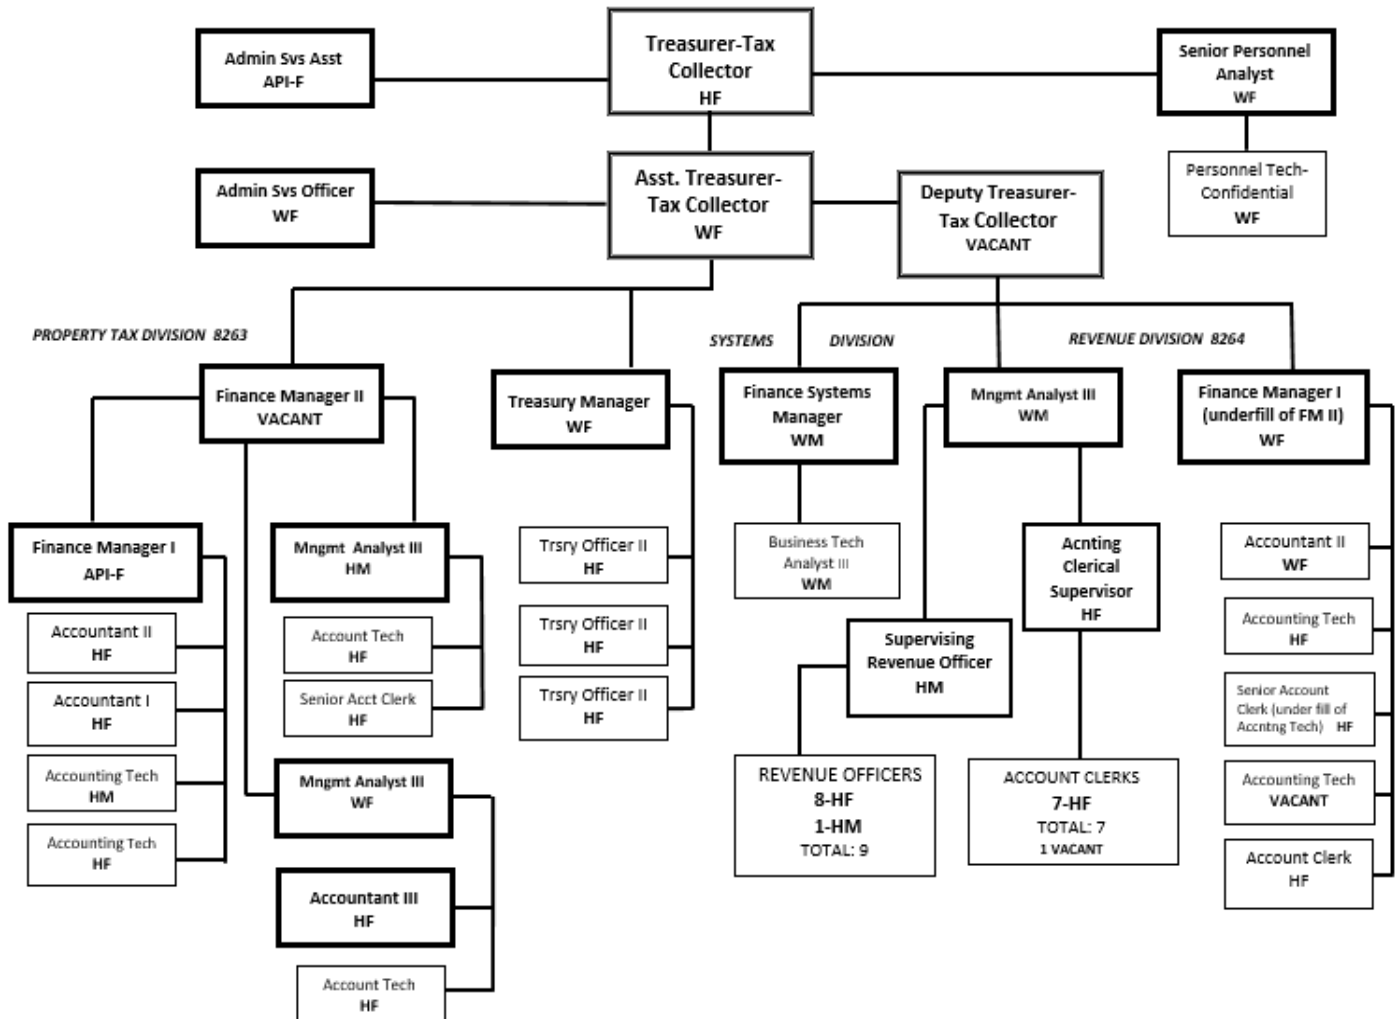 Admin Svs Asst
API-F
Treasurer-Tax
Collector
HF
Senior Personnel
Analyst
WF
Admin Svs Officer
WF
Asst. Treasurer-
Tax Collector
WF
Deputy Treasurer-
Tax Collector
VACANT
Personnel Tech-
Confidential
WF
PROPERTY TAX DIVISION 8263
SYSTEMS DIVISION
REVENUE DIVISION 8264
Finance Manager II
VACANT
Treasury Manager
WF
Finance Systems
Manager
WM
Mngmt Analyst III
WM
Finance Manager I
(underfill of FM II)
WF
Finance Manager I
API-F
Accountant II
HF
Accountant I
HF
Accounting Tech
HM
Accounting Tech
HF
Mngmt Analyst III
HM
Account Tech
HF
Senior Acct Clerk
HF
Mngmt Analyst III
WF
Accountant III
HF
Account Tech
HF
Trsry Officer II
HF
Trsry Officer II
HF
Trsry Officer II
HF
Business Tech
Analyst III
WM
Supervising
Revenue Officer
HM
REVENUE OFFICERS
8-HF
1-HM
TOTAL: 9
Acnting
Clerical
Supervisor
HF
ACCOUNT CLERKS
7-HF
TOTAL: 7
1 VACANT
Accountant II
WF
Accounting Tech
HF
Senior Account
Clerk (under fill of
Accntng Tech) HF
Accounting Tech
VACANT
Account Clerk
HF